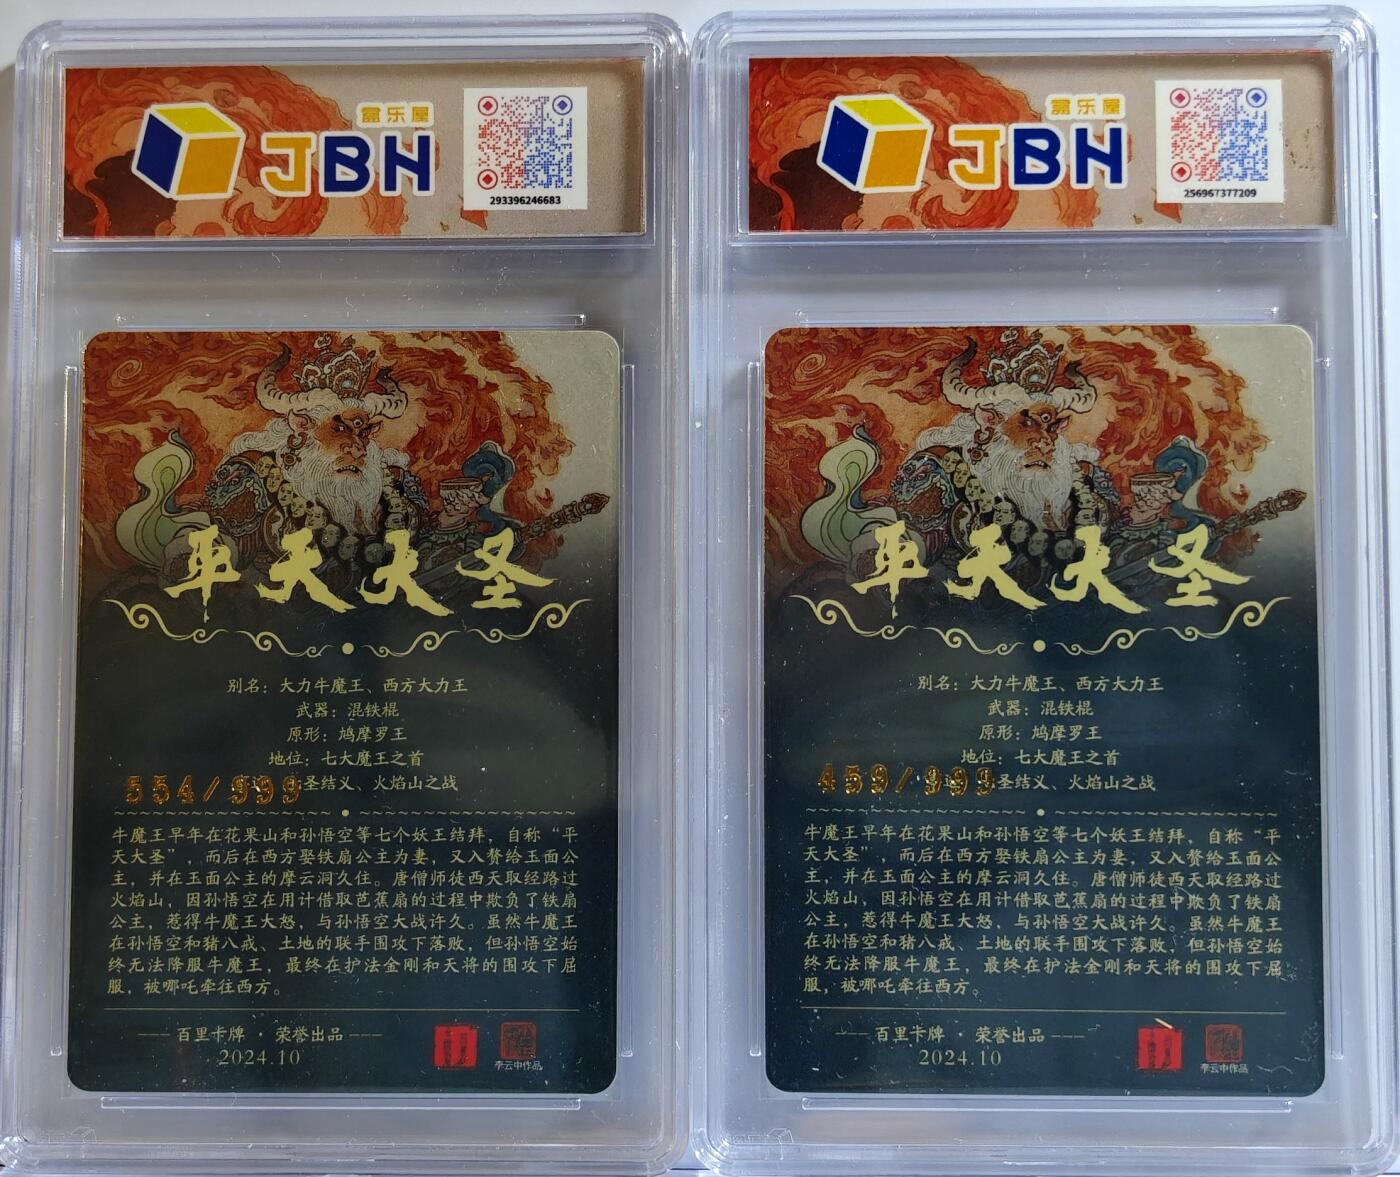 盒乐屋
JBH
293396246683
平天大圣
别名：大力牛魔王、西方大力王
武器：混铁棍
原形：鸠摩罗王
地位：七大魔王之首
554/999
圣结义、火焰山之战
牛魔王早年在花果山和孙悟空等七个妖王结拜，自称“平
天大圣”，而后在西方娶铁扇公主为妻，又入赘给玉面公
主，并在玉面公主的摩云洞久住。唐僧师徒西天取经路过
火焰山，因孙悟空在用计借取芭蕉扇的过程中欺负了铁扇
公主，惹得牛魔王大怒，与孙悟空大战许久。虽然牛魔王
在孙悟空和猪八戒、土地的联手围攻下落败，但孙悟空始
终无法降服牛魔王，最终在护法金刚和天将的围攻下屈
服，被哪吒牵往西方。
百里卡牌 · 荣誉出品
2024.10
李云中作品
盒乐屋
JBH
256967377209
平天大圣
别名：大力牛魔王、西方大力王
武器：混铁棍
原形：鸠摩罗王
地位：七大魔王之首
459/999
圣结义、火焰山之战
牛魔王早年在花果山和孙悟空等七个妖王结拜，自称“平
天大圣”，而后在西方娶铁扇公主为妻，又入赘给玉面公
主，并在玉面公主的摩云洞久住。唐僧师徒西天取经路过
火焰山，因孙悟空在用计借取芭蕉扇的过程中欺负了铁扇
公主，惹得牛魔王大怒，与孙悟空大战许久。虽然牛魔王
在孙悟空和猪八戒、土地的联手围攻下落败，但孙悟空始
终无法降服牛魔王，最终在护法金刚和天将的围攻下屈
服，被哪吒牵往西方。
百里卡牌 · 荣誉出品
2024.10
李云中作品